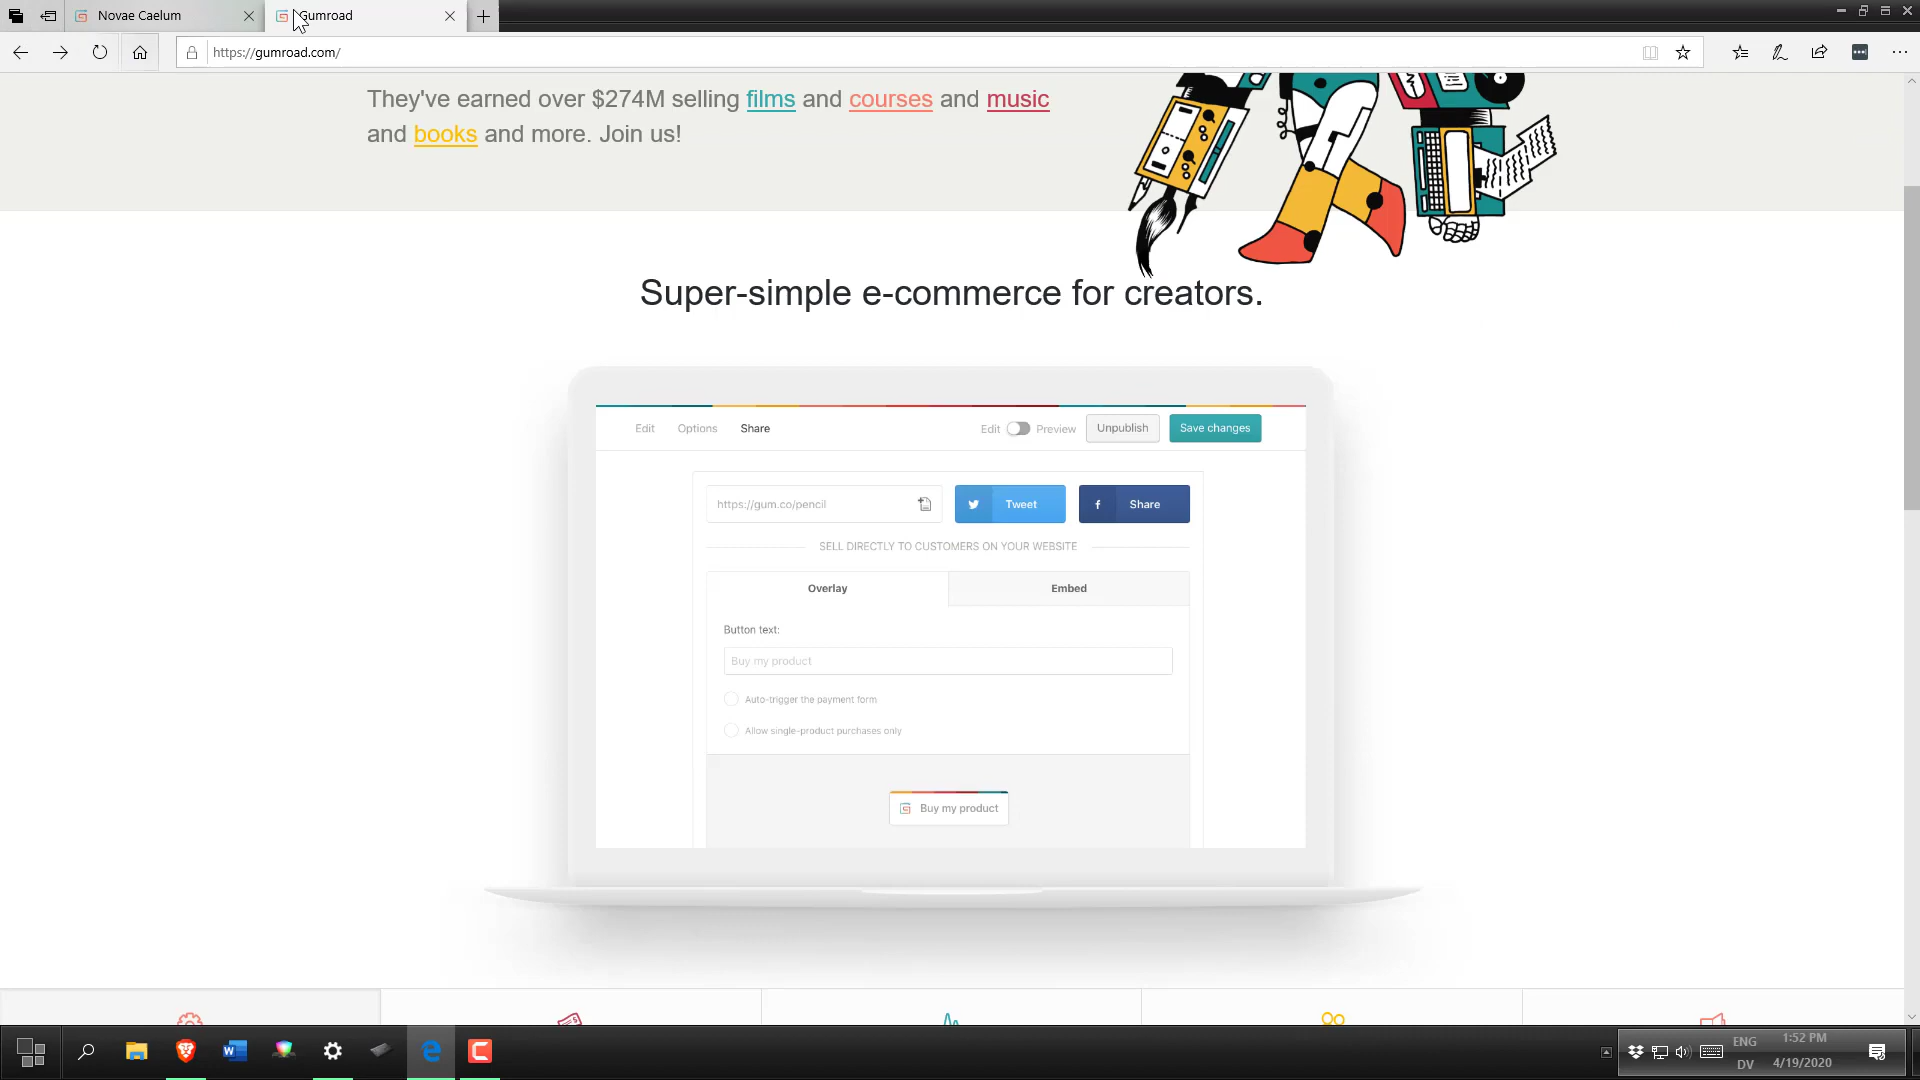 Novae Caelum
Gumroad
https://gumroad.com/
They've earned over $274M selling films and courses and music
and books and more. Join us!
Super-simple e-commerce for creators.
Edit
Options
Share
Edit
Preview
Unpublish
Save changes
https://gum.co/pencil
Tweet
Share
SELL DIRECTLY TO CUSTOMERS ON YOUR WEBSITE
Overlay
Embed
Button text:
Buy my product
Auto-trigger the payment form
Allow single-product purchases only
Buy my product
ENG
DV
1:52 PM
4/19/2020